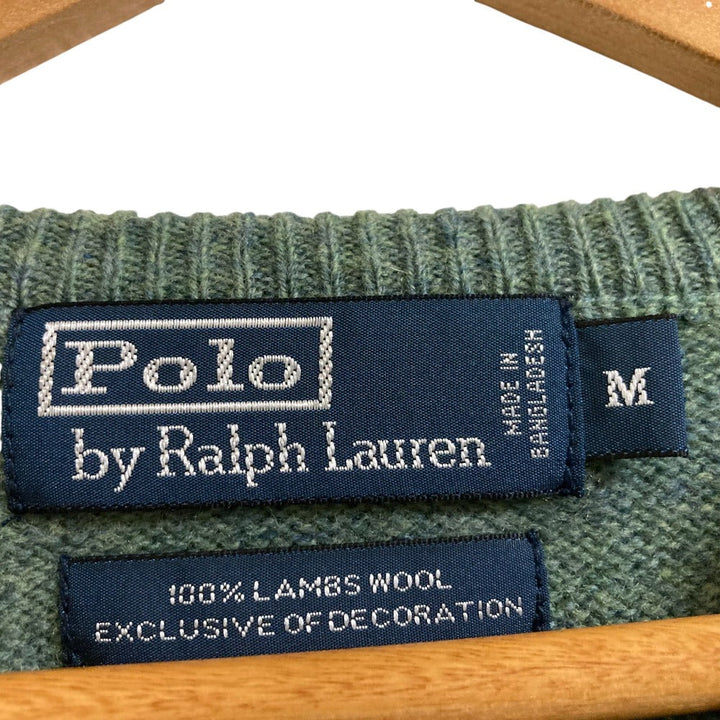 Polo
by Ralph Lauren
MADE IN
BANGLADESH
M
100% LAMBS WOOL
EXCLUSIVE OF DECORATION